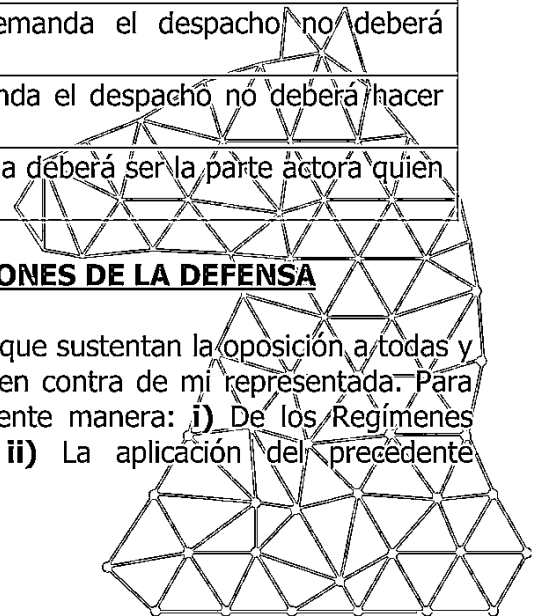 emanda el despacho no deberá
nda el despacho no deberá hacer
a deberá ser la parte actora quien
ONES DE LA DEFENSA
que sustentan la oposición a todas y
en contra de mi representada. Para
ente manera: i) De los Regímenes
ii) La aplicación del precedente